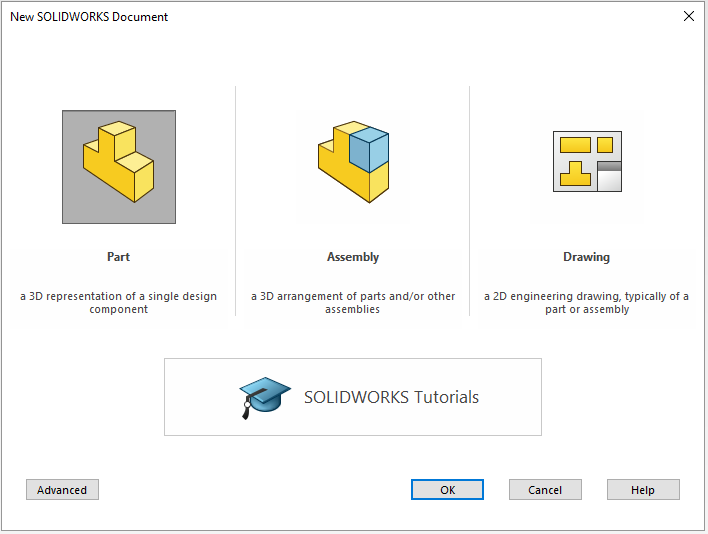 New SOLIDWORKS Document
Part
a 3D representation of a single design
component
Assembly
a 3D arrangement of parts and/or other
assemblies
Drawing
a 2D engineering drawing, typically of a
part or assembly
SOLIDWORKS Tutorials
Advanced
OK
Cancel
Help